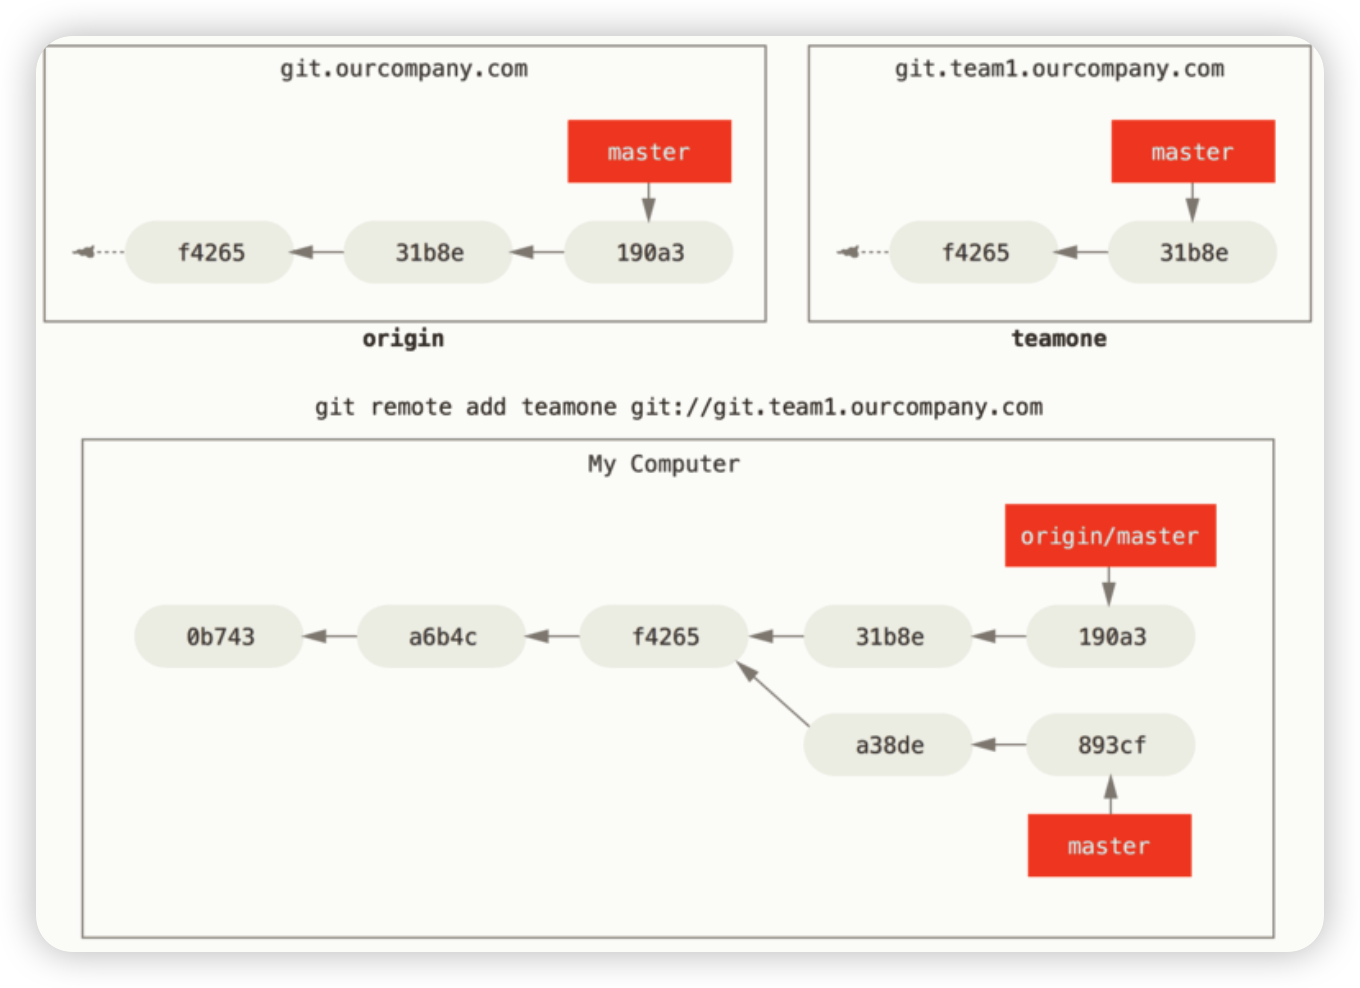 git.ourcompany.com
master
f4265
31b8e
190a3
origin
git.team1.ourcompany.com
master
f4265
31b8e
teamone
git remote add teamone git://git.team1.ourcompany.com
My Computer
origin/master
0b743
a6b4c
f4265
31b8e
190a3
a38de
893cf
master